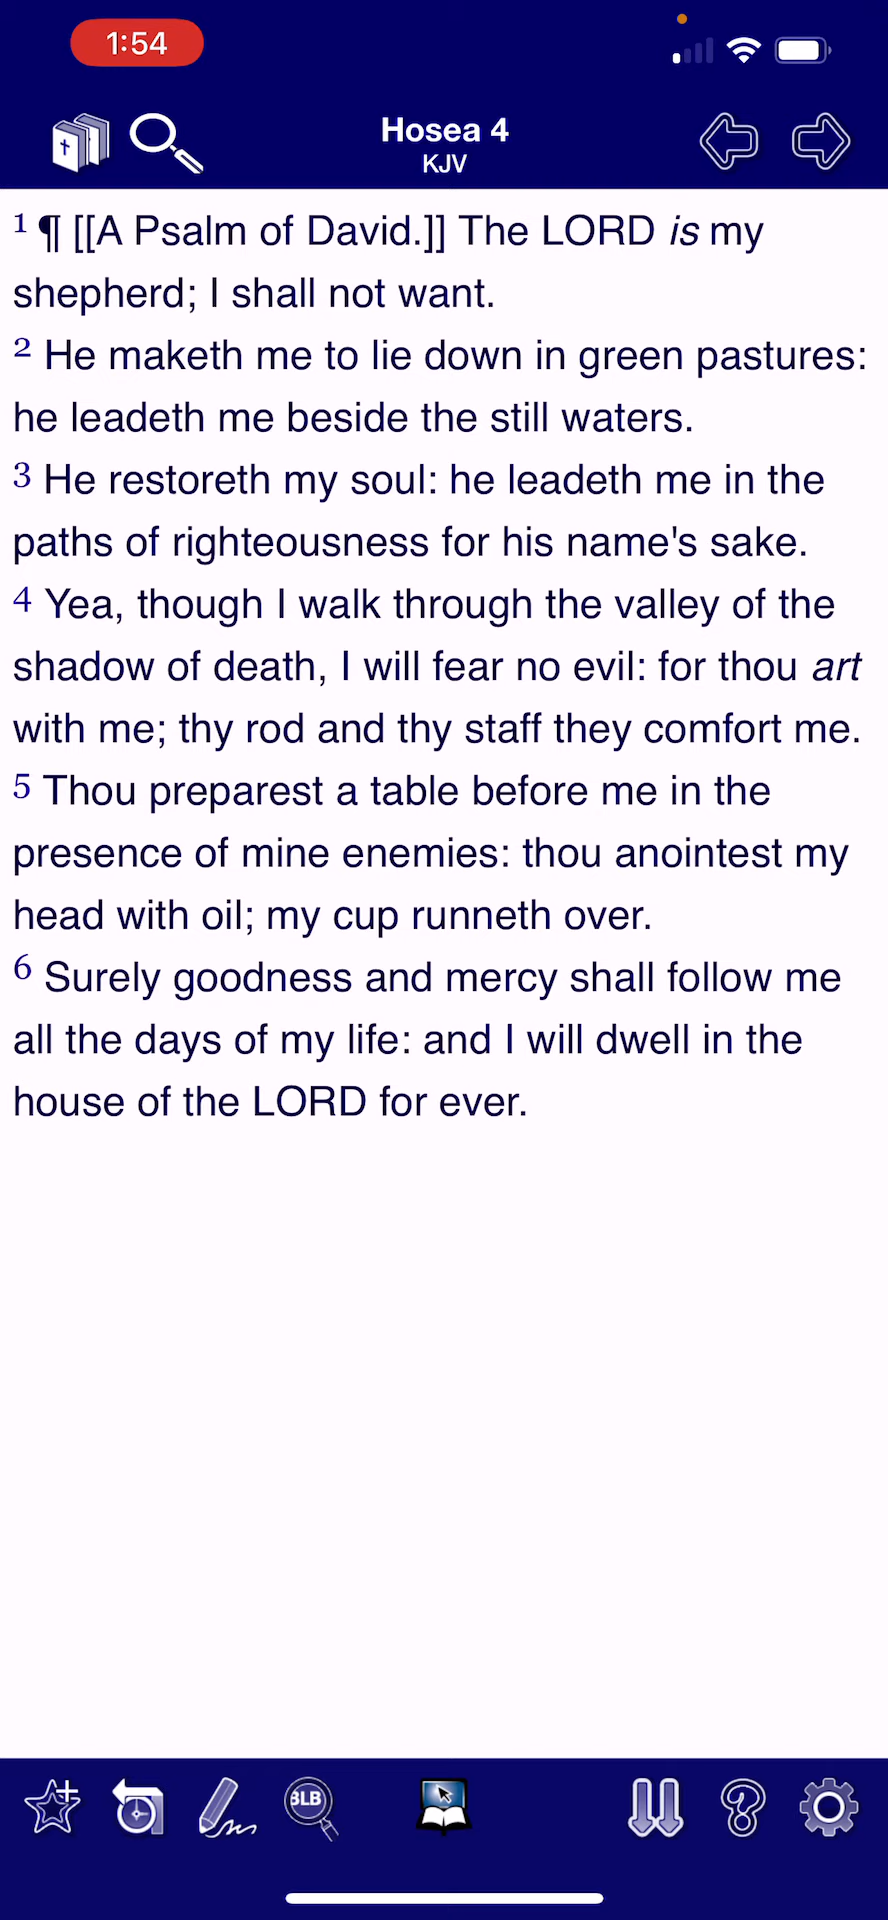 1:54
Hosea 4
KJV
1 ¶ [[A Psalm of David.]] The LORD is my
shepherd; I shall not want.
2 He maketh me to lie down in green pastures:
he leadeth me beside the still waters.
3 He restoreth my soul: he leadeth me in the
paths of righteousness for his name's sake.
4 Yea, though I walk through the valley of the
shadow of death, I will fear no evil: for thou art
with me; thy rod and thy staff they comfort me.
5 Thou preparest a table before me in the
presence of mine enemies: thou anointest my
head with oil; my cup runneth over.
6 Surely goodness and mercy shall follow me
all the days of my life: and I will dwell in the
house of the LORD for ever.
BLB